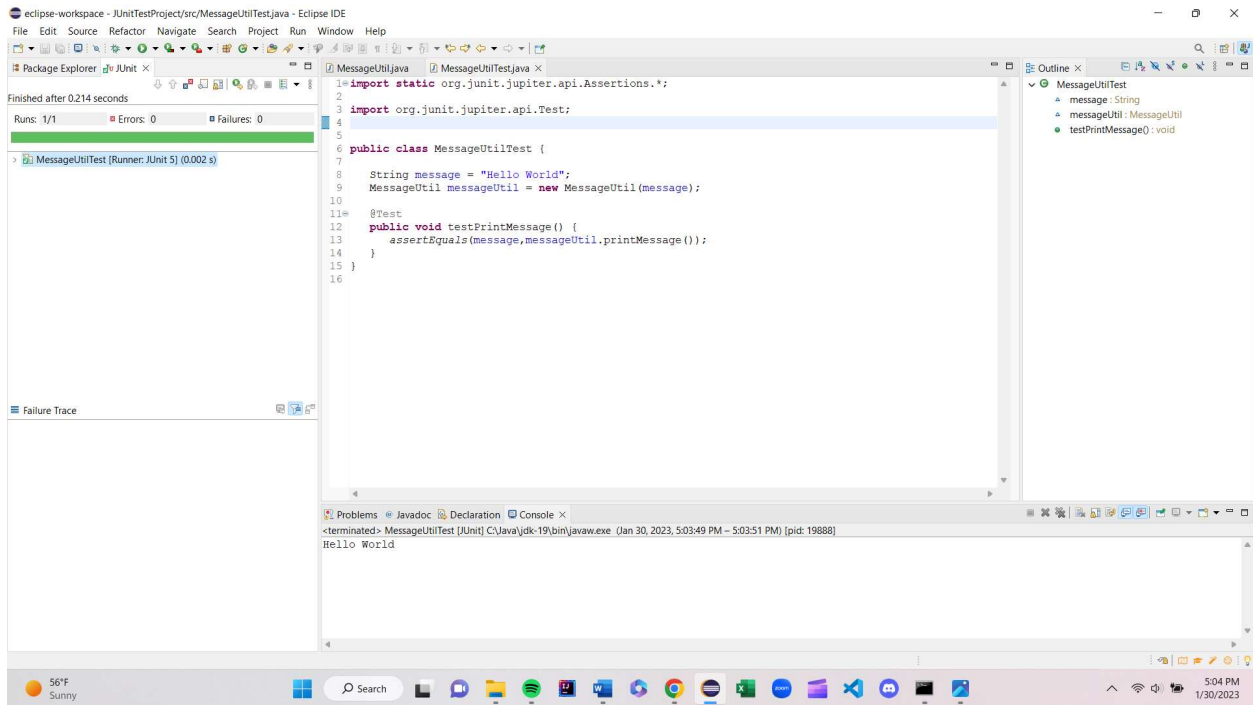 eclipse-workspace - JUnitTestProject/src/MessageUtilTest.java - Eclipse IDE
File Edit Source Refactor Navigate Search Project Run Window Help
Package Explorer JUnit
Finished after 0.214 seconds
Runs: 1/1 Errors: 0 Failures: 0
MessageUtilTest [Runner: JUnit 5] (0.002 s)
Failure Trace
MessageUtil.java MessageUtilTest.java
1 import static org.junit.jupiter.api.Assertions.*;
2
3 import org.junit.jupiter.api.Test;
4
5
6 public class MessageUtilTest {
7
8 String message = "Hello World";
9 MessageUtil messageUtil = new MessageUtil(message);
10
11 @Test
12 public void testPrintMessage() {
13 assertEquals(message,messageUtil.printMessage());
14 }
15 }
16
Outline
MessageUtilTest
message : String
messageUtil : MessageUtil
testPrintMessage() : void
Problems Javadoc Declaration Console
<terminated> MessageUtilTest [JUnit] C:\Java\jdk-19\bin\javaw.exe (Jan 30, 2023, 5:03:49 PM – 5:03:51 PM) [pid: 19888]
Hello World
56°F
Sunny
Search
zoom
5:04 PM
1/30/2023